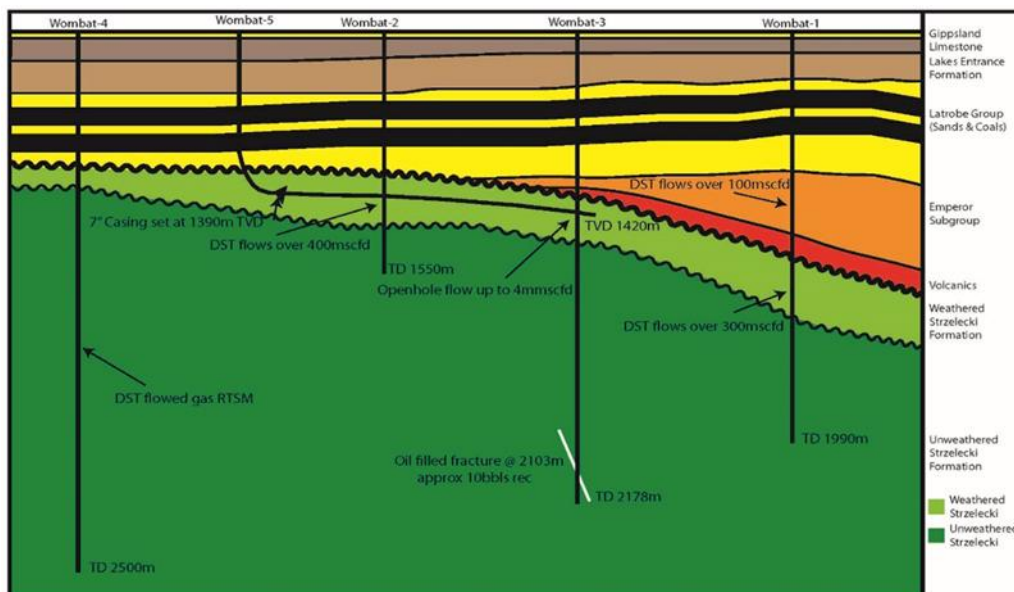 Wombat-4
Wombat-5
Wombat-2
Wombat-3
Wombat-1
Gippsland
Limestone
Lakes Entrance
Formation
Latrobe Group
(Sands & Coals)
DST flows over 100mscfd
Emperor
Subgroup
7" Casing set at 1390m TVD
DST flows over 400mscfd
TVD 1420m
TD 1550m
Openhole flow up to 4mmscfd
Volcanics
Weathered
Strzelecki
Formation
DST flows over 300mscfd
DST flowed gas RTSM
TD 1990m
Unweathered
Strzelecki
Formation
Oil filled fracture @ 2103m
approx 10bbls rec
TD 2178m
Weathered
Strzelecki
Unweathered
Strzelecki
TD 2500m